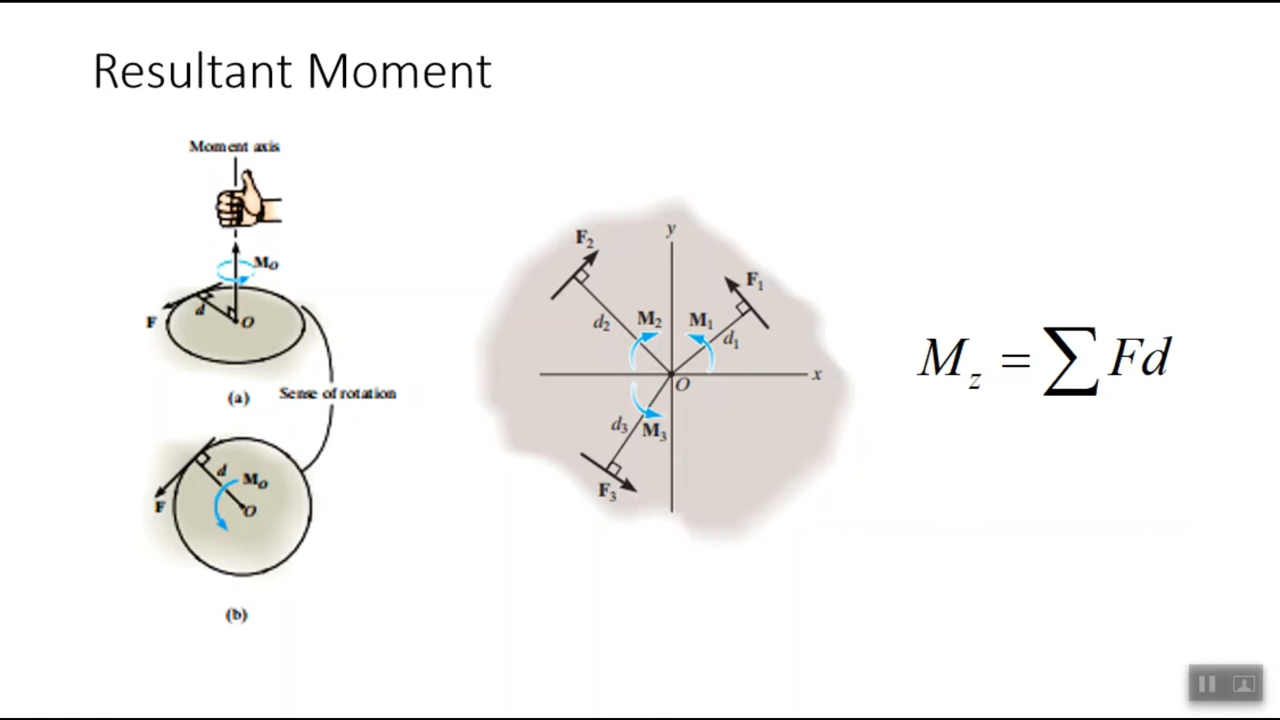 Resultant Moment
Moment axis
M_O
d
O
F
(a)
Sense of rotation
d
M_O
F
O
(b)
y
F_2
F_1
d_2
M_2
M_1
d_1
x
O
d_3
M_3
F_3
M_z = ∑ Fd